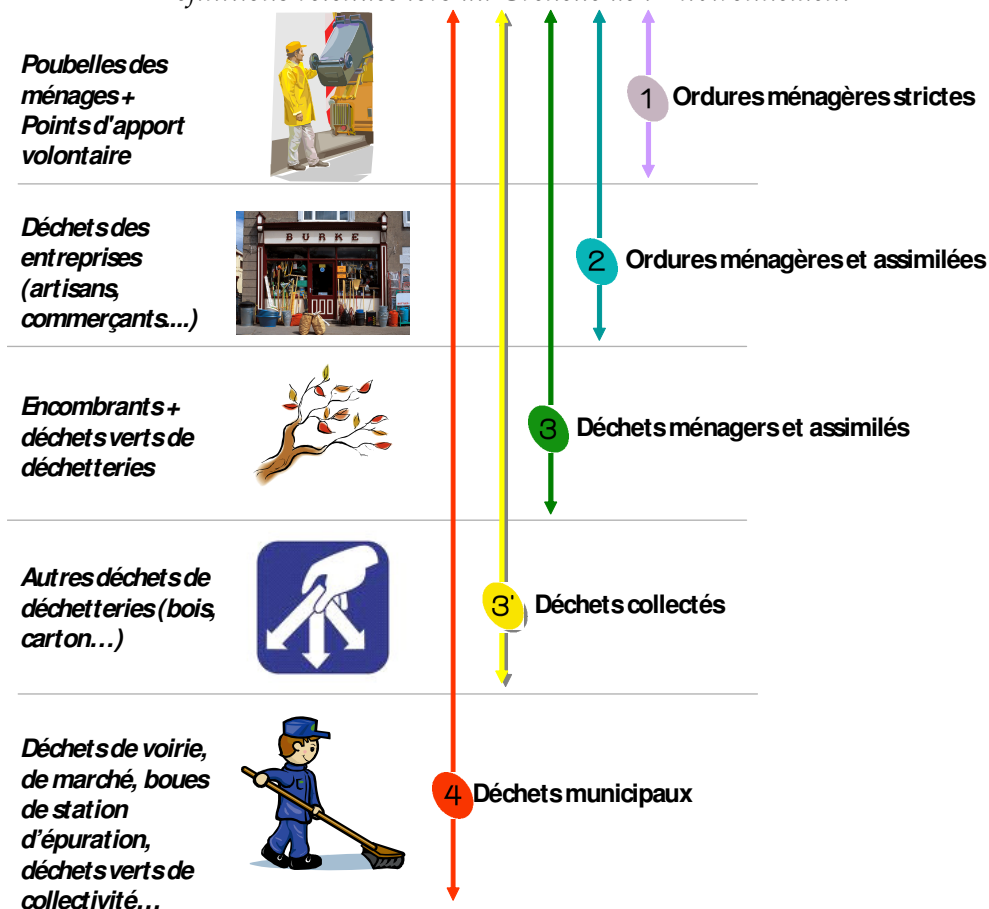 Poubelles des
ménages +
Points d'apport
volontaire
1 Ordures ménagères strictes
Déchets des
entreprises
(artisans,
commerçants....)
BURKE
2 Ordures ménagères et assimilées
Encombrants +
déchets verts de
déchetteries
3 Déchets ménagers et assimilés
Autres déchets de
déchetteries (bois,
carton…)
3' Déchets collectés
Déchets de voirie,
de marché, boues
de station
d'épuration,
déchets verts de
collectivité…
4 Déchets municipaux